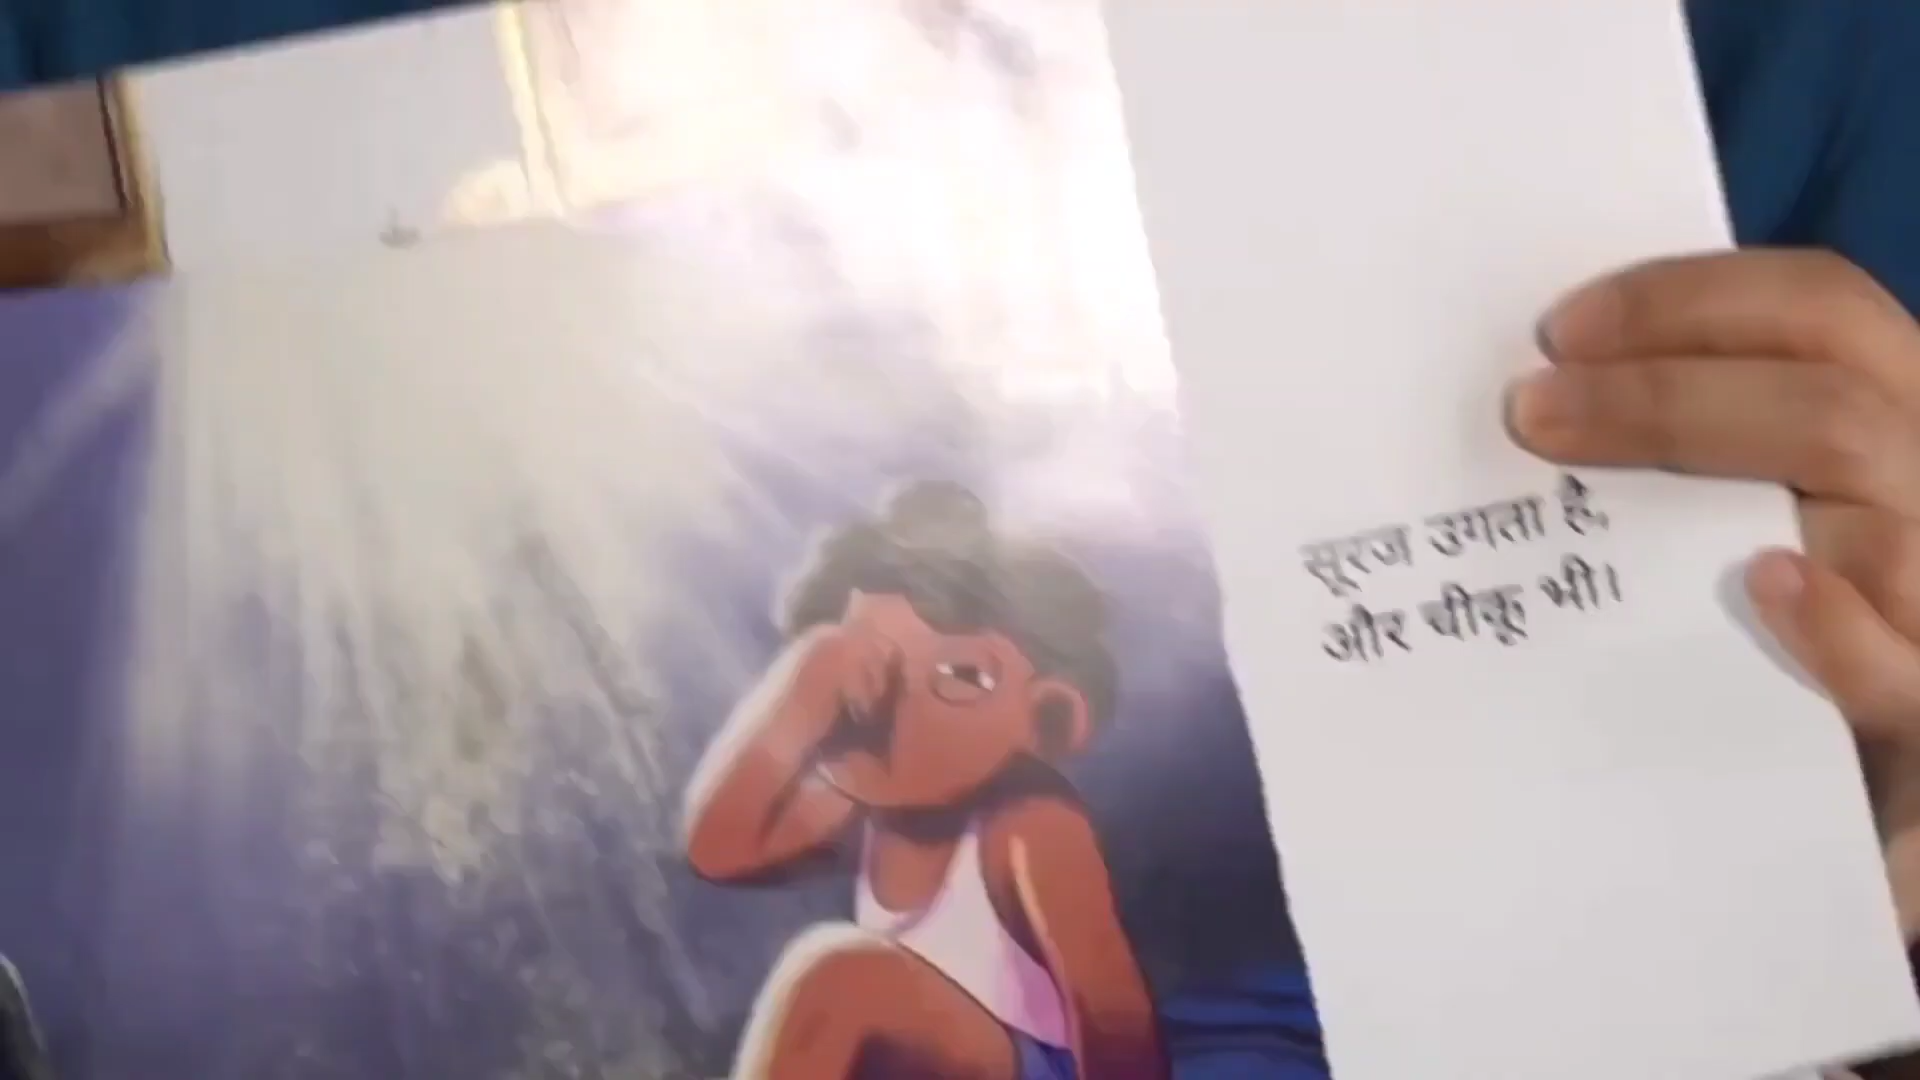 सूरज उगता है,
और चीकू भी।